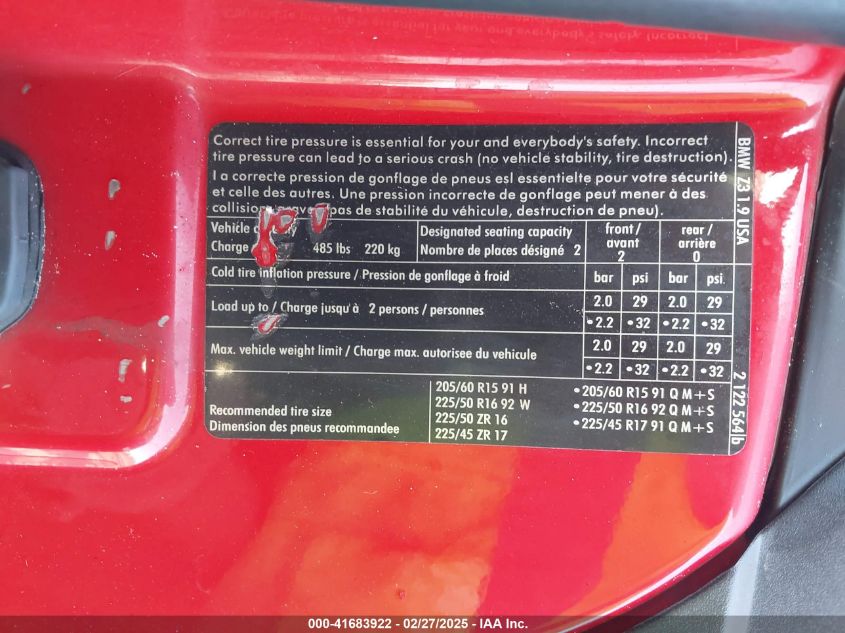 Correct tire pressure is essential for your and everybody's safety. Incorrect
tire pressure can lead to a serious crash (no vehicle stability, tire destruction).
I a correcte pression de gonflage de pneus esl essentielte pour votre sécurité
et celle des autres. Une pression incorrecte de gonflage peut mener à des
collision pas de stabilité du véhicule, destruction de pneu).
Vehicle
Charge 485 lbs 220 kg
Designated seating capacity
Nombre de places désigné 2
front / avant 2
rear / arrière 0
Cold tire inflation pressure / Pression de gonflage à froid bar psi bar psi.
Load up to / Charge jusqu'à 2 persons / personnes
2.0 29 2.0 29
•2.2 •32 •2.2 •32
Max. vehicle weight limit / Charge max. autorisee du vehicule
2.0 29 2.0 29
•2.2 •32 •2.2 •32
Recommended tire size
Dimension des pneus recommandee
205/60 R15 91 H • 205/60 R15 91 Q M+S
225/50 R16 92 W • 225/50 R16 92 Q M+S
225/50 ZR 16 • 225/45 R17 91 Q M+S
225/45 ZR 17
BMW Z3 1.9 USA
2 122 564lb
000-41683922 / 02/27/2025 - IAA Inc.